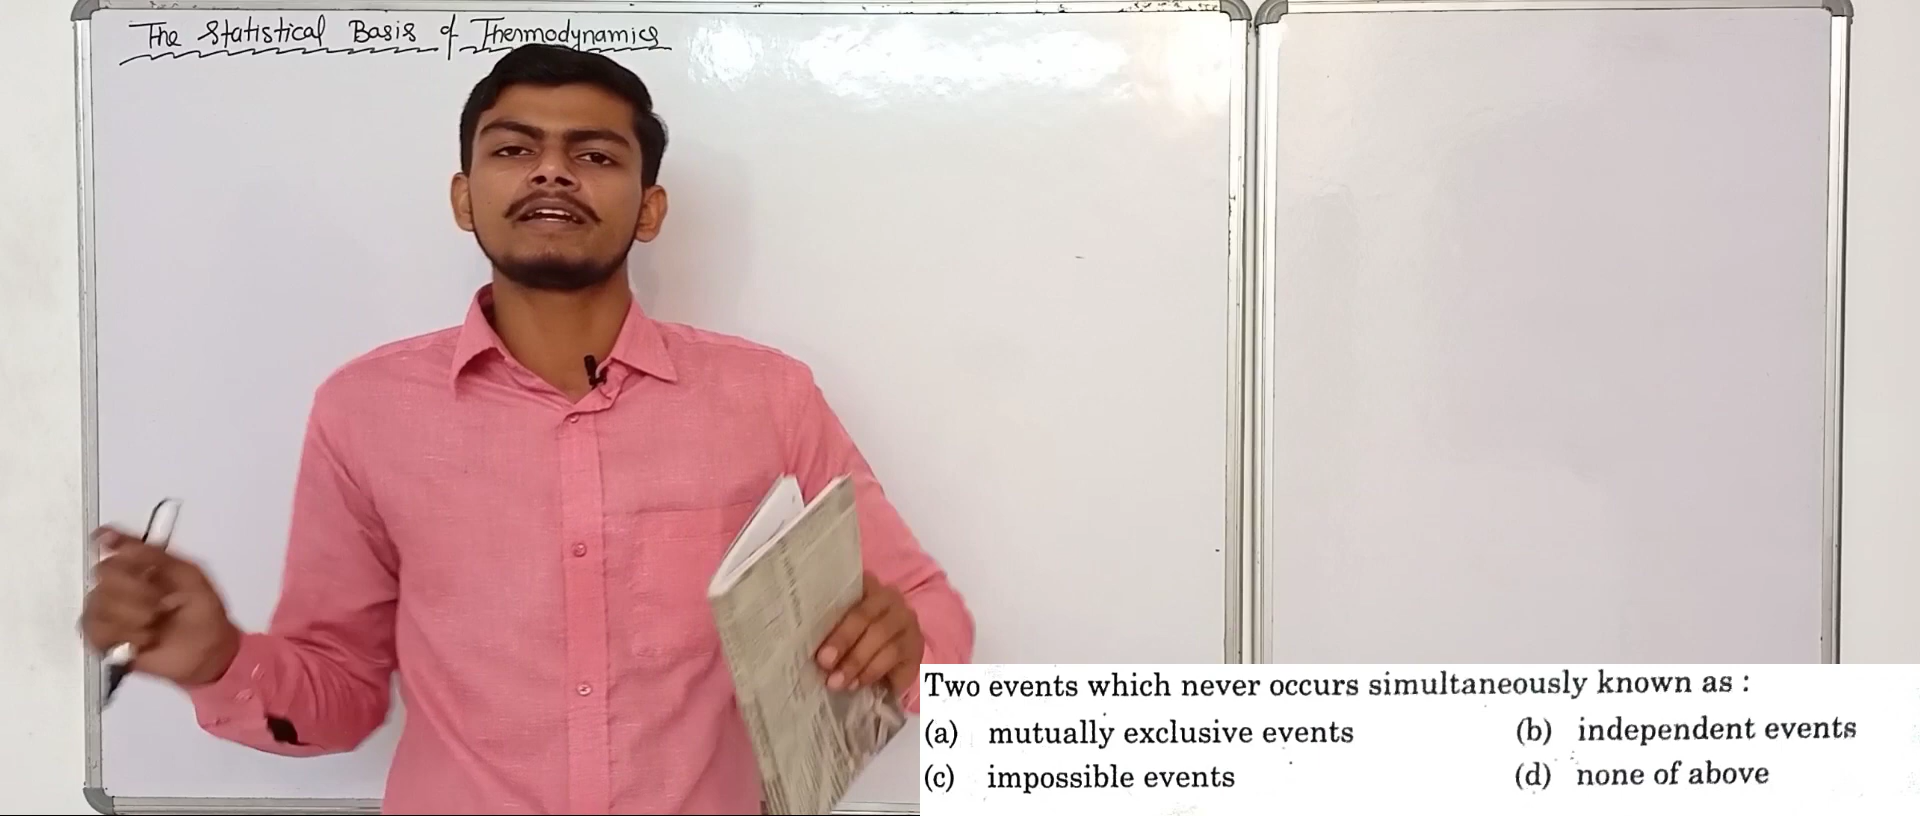 The Statistical Basis of Thermodynamics
Two events which never occurs simultaneously known as :
(a) mutually exclusive events
(b) independent events
(c) impossible events
(d) none of above